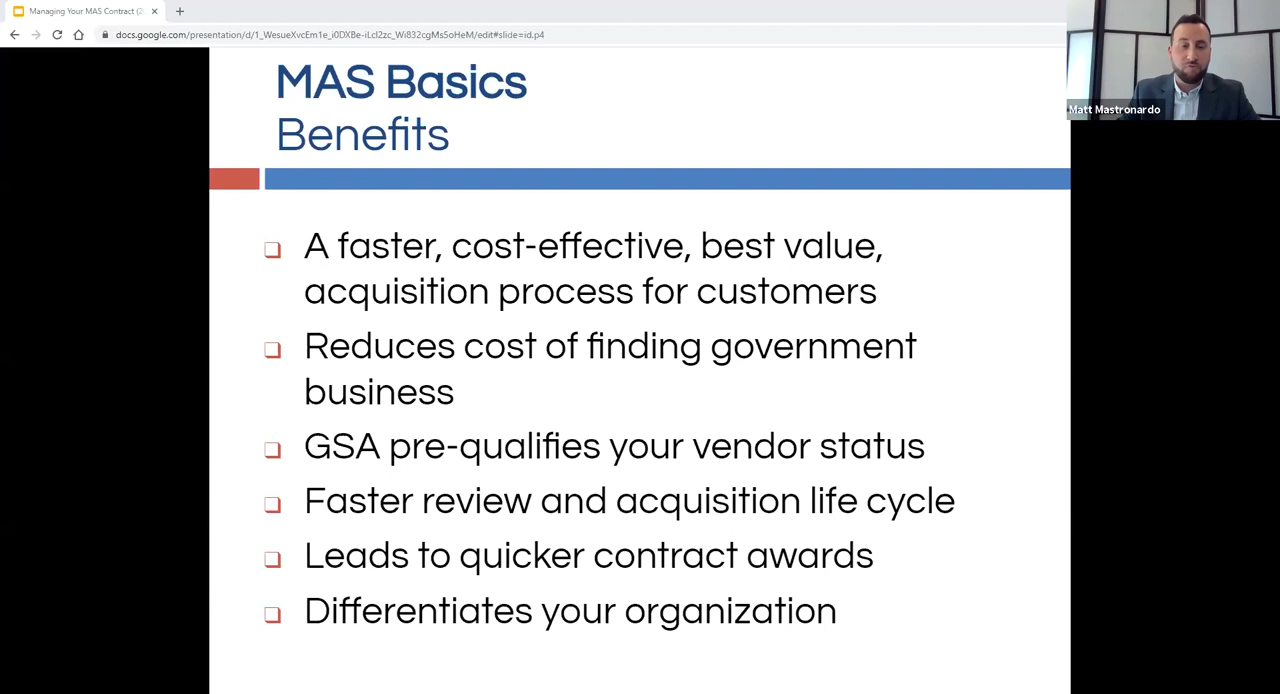 Managing Your MAS Contract (2
docs.google.com/presentation/d/1_WesueXvcEm1e_i0DXBe-iLcl2zc_Wi832cgMs5oHeM/edit#slide=id.p4
Matt Mastronardo
MAS Basics
Benefits
A faster, cost-effective, best value,
acquisition process for customers
Reduces cost of finding government
business
GSA pre-qualifies your vendor status
Faster review and acquisition life cycle
Leads to quicker contract awards
Differentiates your organization